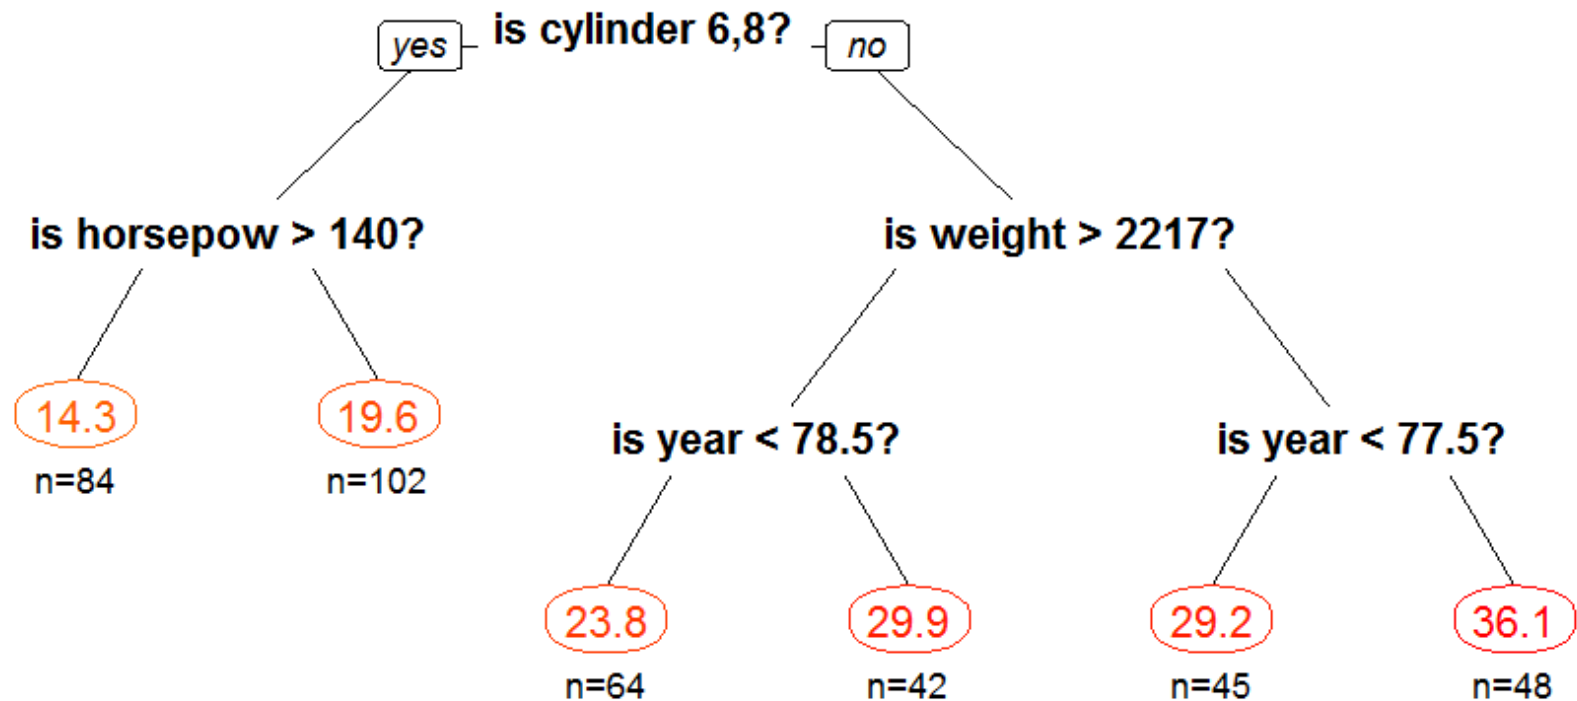 yes is cylinder 6,8? no
is horsepow > 140? is weight > 2217?
14.3 19.6 is year < 78.5? is year < 77.5?
n=84 n=102
23.8 29.9 29.2 36.1
n=64 n=42 n=45 n=48